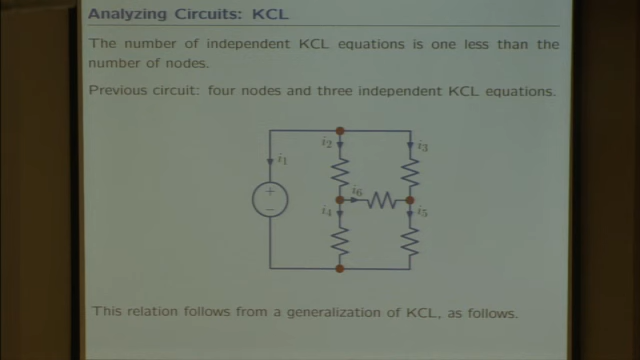 Analyzing Circuits: KCL
The number of independent KCL equations is one less than the
number of nodes.
Previous circuit: four nodes and three independent KCL equations.
i2 i3
i1
+
−
i6
i4 i5
This relation follows from a generalization of KCL, as follows.